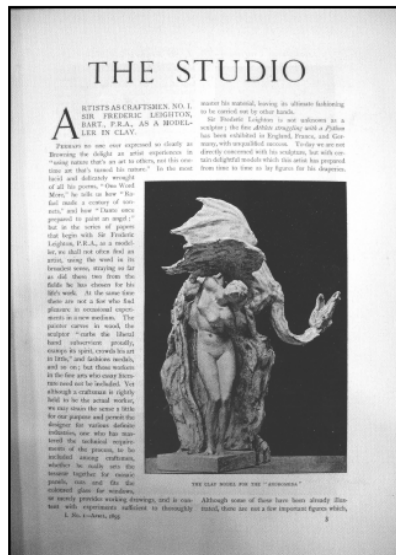 THE STUDIO
ARTISTS AS CRAFTSMEN. NO. I.
SIR FREDERIC LEIGHTON,
BART., P.R.A., AS A MODEL-
LER IN CLAY.
Perhaps no one ever expressed so clearly as
Browning the delight an artist experiences in
"using nature that's an art to others, not this one
time art that's turned his nature." In the most
lucid and delicately wrought
of all his poems, "One Word
More," he tells us how "Ra-
fael made a century of son-
nets," and how "Dante once
prepared to paint an angel;"
but in the series of papers
that begin with Sir Frederic
Leighton, P.R.A., as a model-
ler, we shall not often find an
artist, using the word in its
broadest sense, straying so far
as did these two from the
fields he has chosen for his
life's work. At the same time
there are not a few who find
pleasure in occasional experi-
ments in a new medium. The
painter carves in wood, the
sculptor "curbs the liberal
hand subservient proudly,
cramps his spirit, crowds his art
in little," and fashions medals,
and so on; but these workers
in the fine arts who essay litera-
ture need not be included. Yet
although a craftsman is rightly
held to be the actual worker,
we may strain the sense a little
for our purpose and permit the
designer for various definite
industries, one who has mas-
tered the technical require-
ments of the process, to be
included among craftsmen,
whether he really sets the
tesserae together for mosaic
panels, cuts and fits the
coloured glass for windows,
or merely provides working drawings, and is con-
tent with experiments sufficient to thoroughly
I. No. 1.—April, 1893.
master his material, leaving its ultimate fashioning
to be carried out by other hands.
Sir Frederic Leighton is not unknown as a
sculptor; the fine Athlete struggling with a Python
has been exhibited in England, France, and Ger-
many, with unqualified success. To-day we are not
directly concerned with his sculpture, but with cer-
tain delightful models which this artist has prepared
from time to time as lay figures for his draperies.
THE CLAY MODEL FOR THE "ANDROMEDA"
Although some of these have been already illus-
trated, there are not a few important figures which,